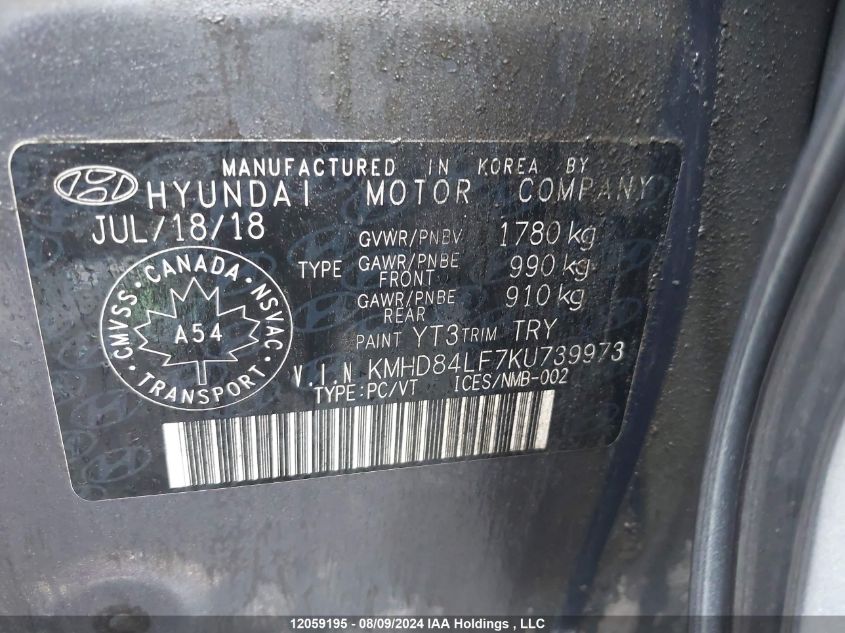 MANUFACTURED IN KOREA BY
HYUNDAI MOTOR COMPANY
JUL/18/18
GVWR/PNBV 1780 kg
TYPE GAWR/PNBE FRONT 990 kg
GAWR/PNBE REAR 910 kg
PAINT YT3 TRIM TRY
V.I.N KMHD84LF7KU739973
TYPE:PC/VT ICES/NMB-002
CMVSS · CANADA · NSVAC
A54
· TRANSPORT ·
12059195 - 08/09/2024 IAA Holdings , LLC